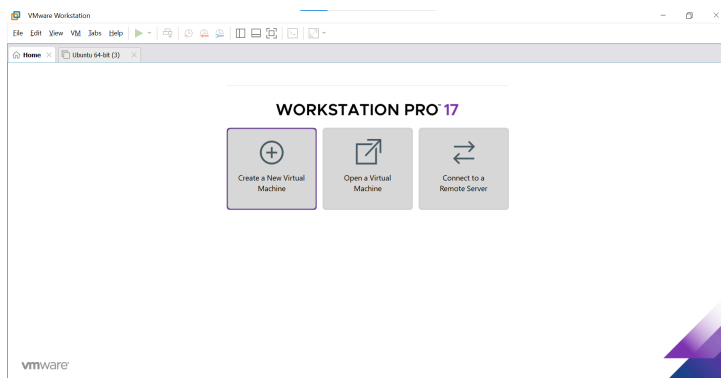 VMware Workstation
File Edit View VM Tabs Help
Home
Ubuntu 64-bit (3)
WORKSTATION PRO™ 17
Create a New Virtual
Machine
Open a Virtual
Machine
Connect to a
Remote Server
vmware®